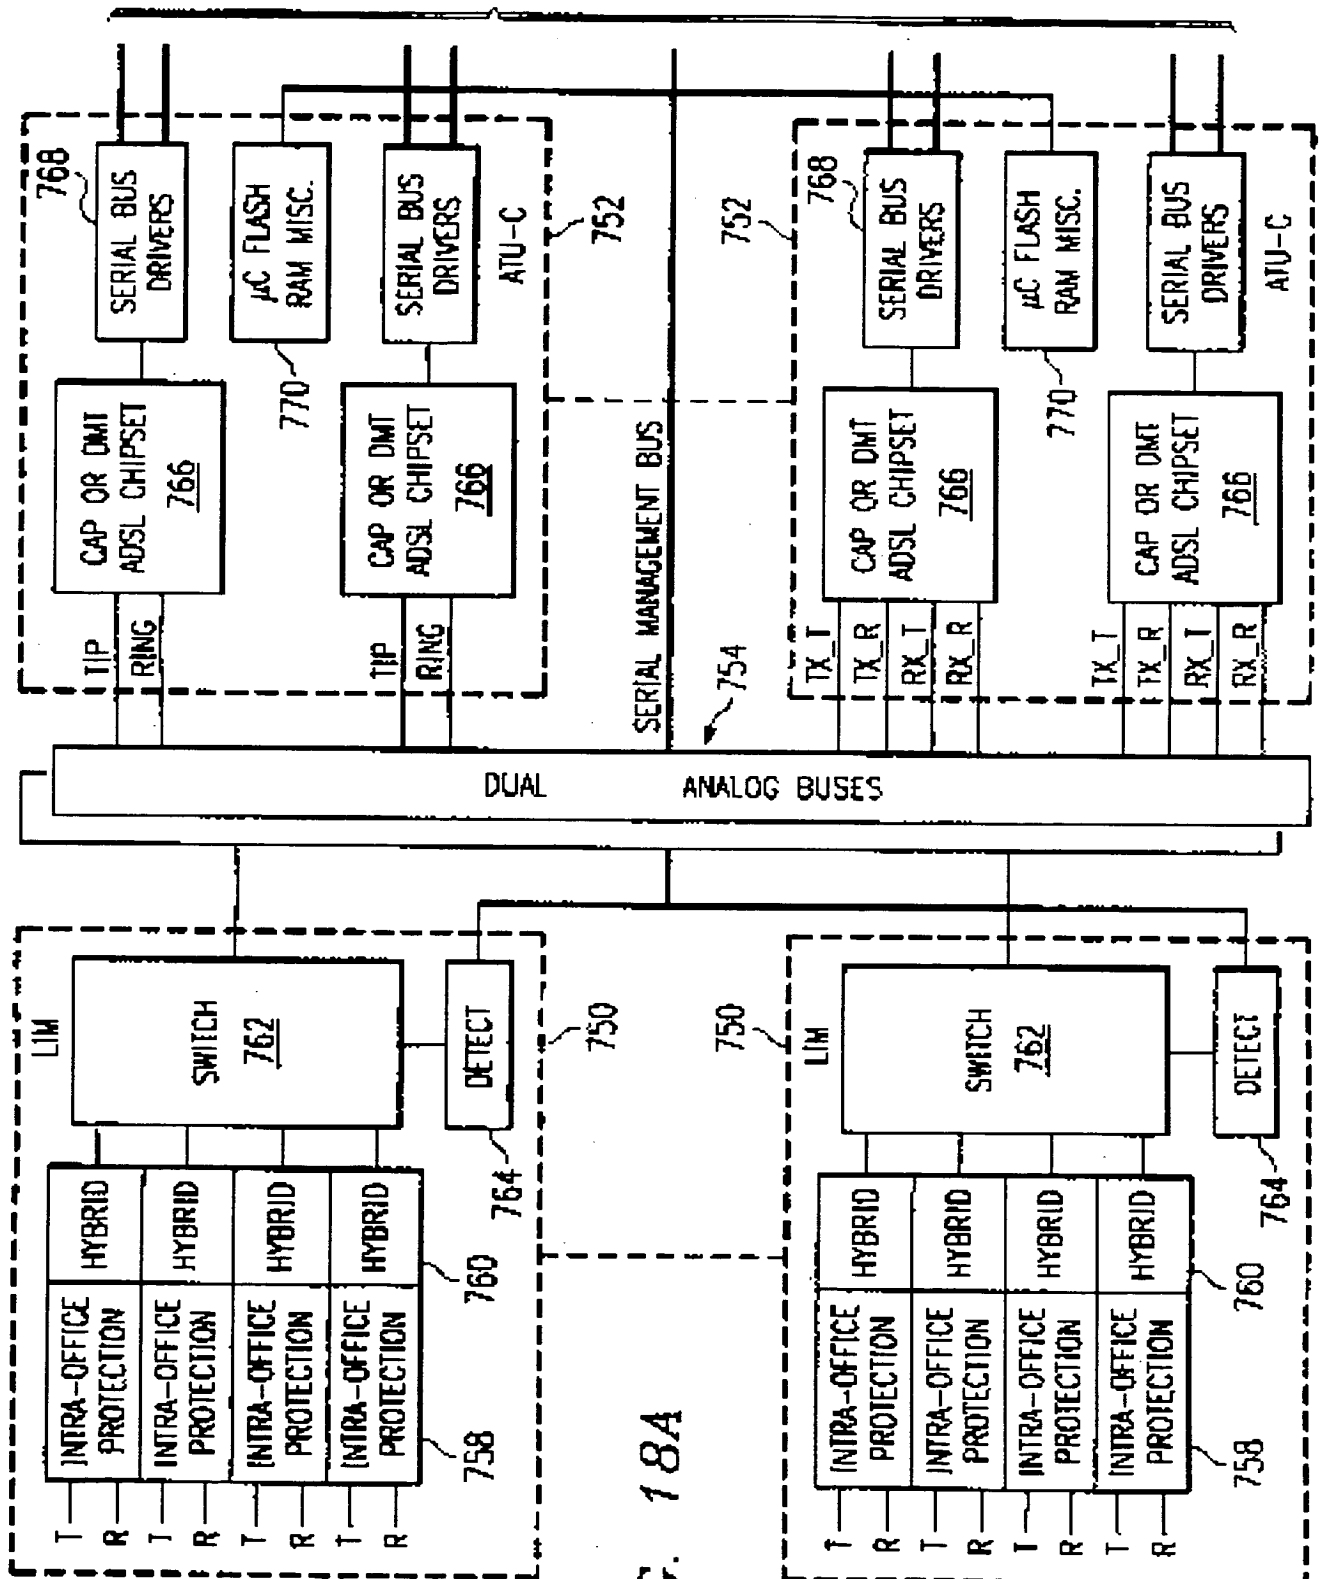 LIM
T
R
T
R
T
R
T
R
INTRA-OFFICE
PROTECTION
INTRA-OFFICE
PROTECTION
INTRA-OFFICE
PROTECTION
INTRA-OFFICE
PROTECTION
758
HYBRID
HYBRID
HYBRID
HYBRID
760
SWITCH
762
DETECT
764
750
TIP
RING
CAP OR DMT
ADSL CHIPSET
766
SERIAL BUS
DRIVERS
768
µC FLASH
RAM MISC.
770
TIP
RING
CAP OR DMT
ADSL CHIPSET
766
SERIAL BUS
DRIVERS
ATU-C
752
DUAL ANALOG BUSES
754
SERIAL MANAGEMENT BUS
G. 18A
750
LIM
T
R
T
R
T
R
T
R
INTRA-OFFICE
PROTECTION
INTRA-OFFICE
PROTECTION
INTRA-OFFICE
PROTECTION
INTRA-OFFICE
PROTECTION
758
HYBRID
HYBRID
HYBRID
HYBRID
760
SWITCH
762
DETECT
764
752
TX_T
TX_R
RX_T
RX_R
CAP OR DMT
ADSL CHIPSET
766
SERIAL BUS
DRIVERS
768
µC FLASH
RAM MISC.
770
TX_T
TX_R
RX_T
RX_R
CAP OR DMT
ADSL CHIPSET
766
SERIAL BUS
DRIVERS
ATU-C